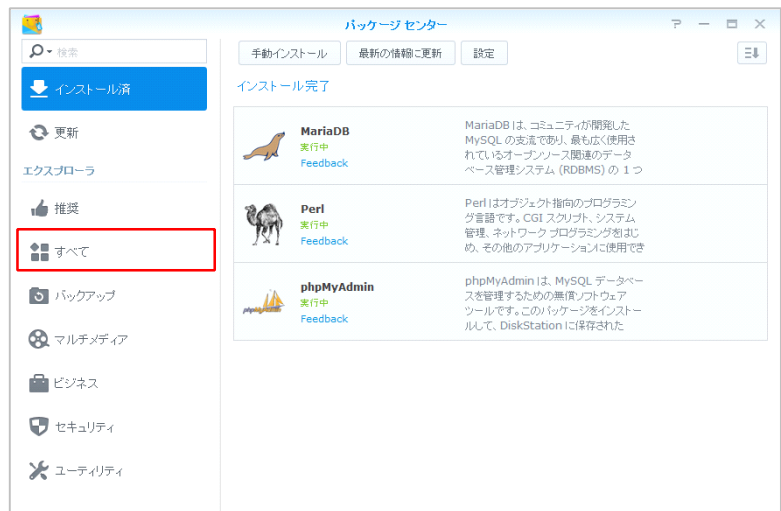 パッケージ センター
検索
手動インストール
最新の情報に更新
設定
インストール済
更新
エクスプローラ
推奨
すべて
バックアップ
マルチメディア
ビジネス
セキュリティ
ユーティリティ
インストール完了
MariaDB
実行中
Feedback
MariaDB は、コミュニティが開発した
MySQL の支流であり、最も広く使用さ
れているオープンソース関連のデータ
ベース管理システム (RDBMS) の 1 つ
Perl
実行中
Feedback
Perl はオブジェクト指向のプログラミン
グ言語です。CGI スクリプト、システム
管理、ネットワーク プログラミングをはじ
め、その他のアプリケーションに使用でき
phpMyAdmin
実行中
Feedback
phpMyAdmin は、MySQL データベー
スを管理するための無償ソフトウェア
ツールです。このパッケージをインストー
ルして、DiskStation に保存された